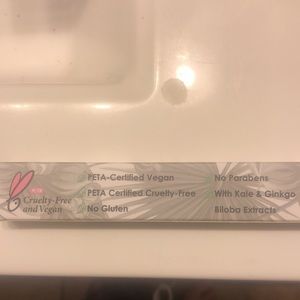 PETA
Cruelty-Free
and Vegan
PETA-Certified Vegan
PETA Certified Cruelty-Free
No Gluten
No Parabens
With Kale & Ginkgo
Biloba Extracts